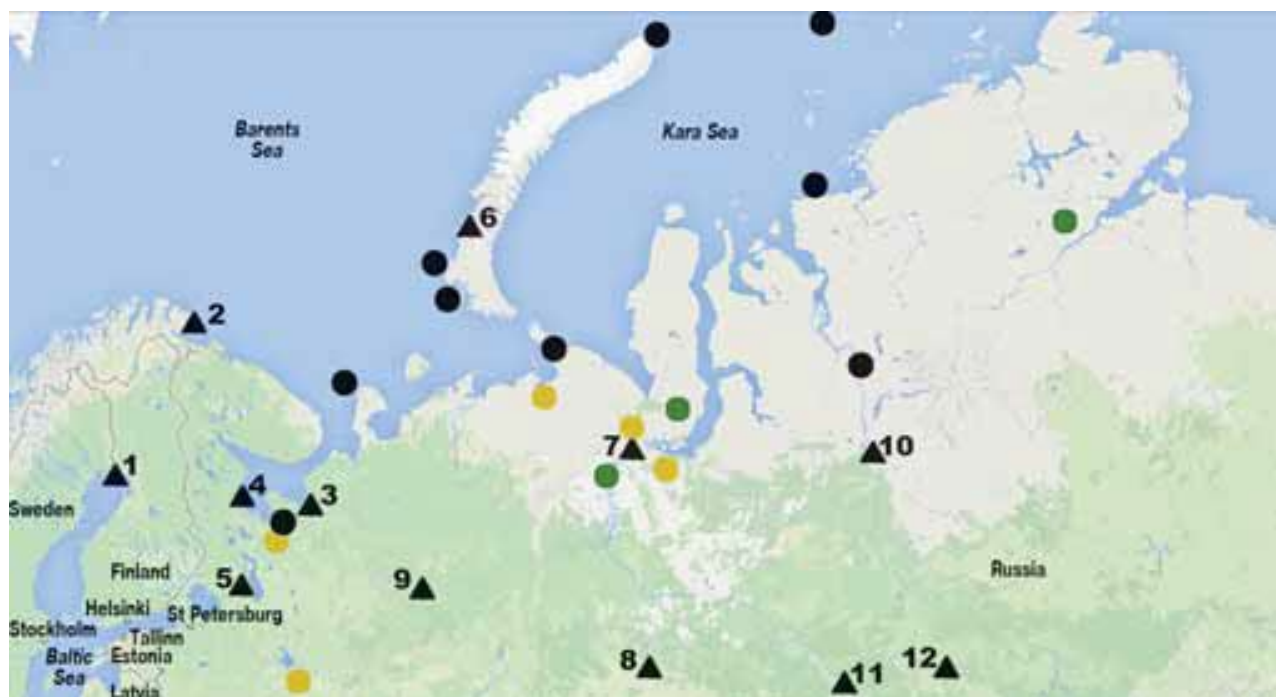 Barents
Sea
Kara Sea
6
2
7
10
1
4
3
Sweden
Finland
5
9
Russia
Helsinki
St Petersburg
Stockholm
Tallinn
Baltic
Sea
Estonia
8
11
12
Latvia